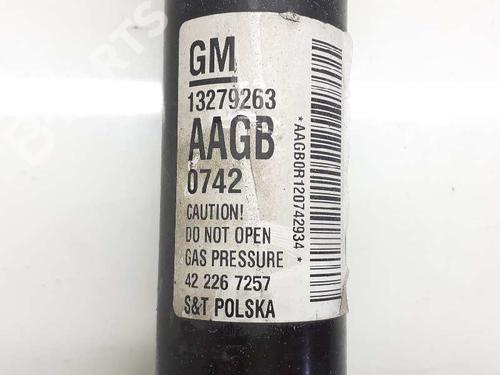 GM
13279263
AAGB
0742
CAUTION!
DO NOT OPEN
GAS PRESSURE
42 226 7257
S&T POLSKA
*AAGB0R120742934*